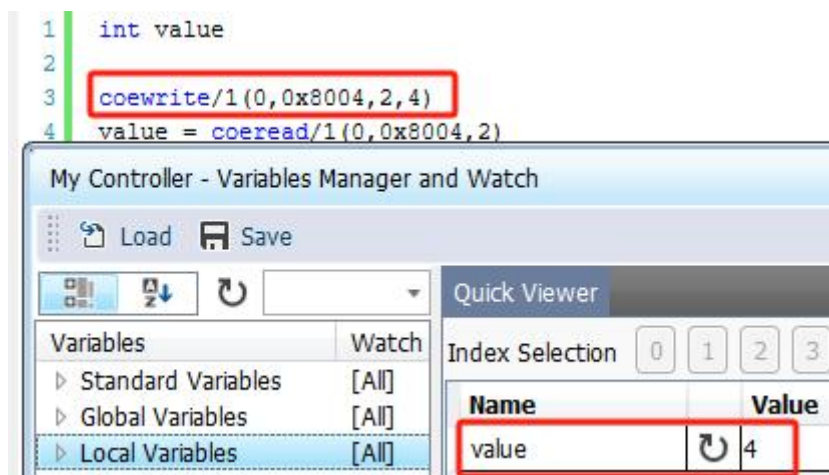 1 int value
2
3 coewrite/1(0,0x8004,2,4)
4 value = coeread/1(0,0x8004,2)
My Controller - Variables Manager and Watch
Load Save
Quick Viewer
Variables Watch
Index Selection 0 1 2 3
Standard Variables [All]
Name Value
Global Variables [All]
value 4
Local Variables [All]